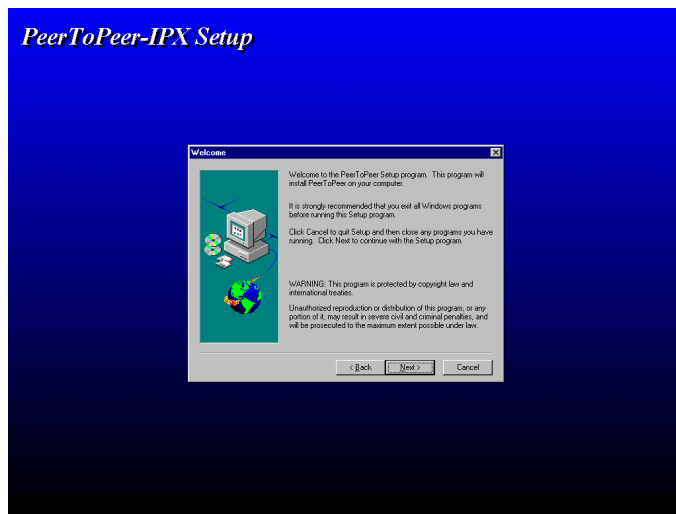 PeerToPeer-IPX Setup
Welcome
Welcome to the PeerToPeer Setup program. This program will
install PeerToPeer on your computer.
It is strongly recommended that you exit all Windows programs
before running this Setup program.
Click Cancel to quit Setup and then close any programs you have
running. Click Next to continue with the Setup program.
WARNING: This program is protected by copyright law and
international treaties.
Unauthorized reproduction or distribution of this program, or any
portion of it, may result in severe civil and criminal penalties, and
will be prosecuted to the maximum extent possible under law.
< Back Next > Cancel